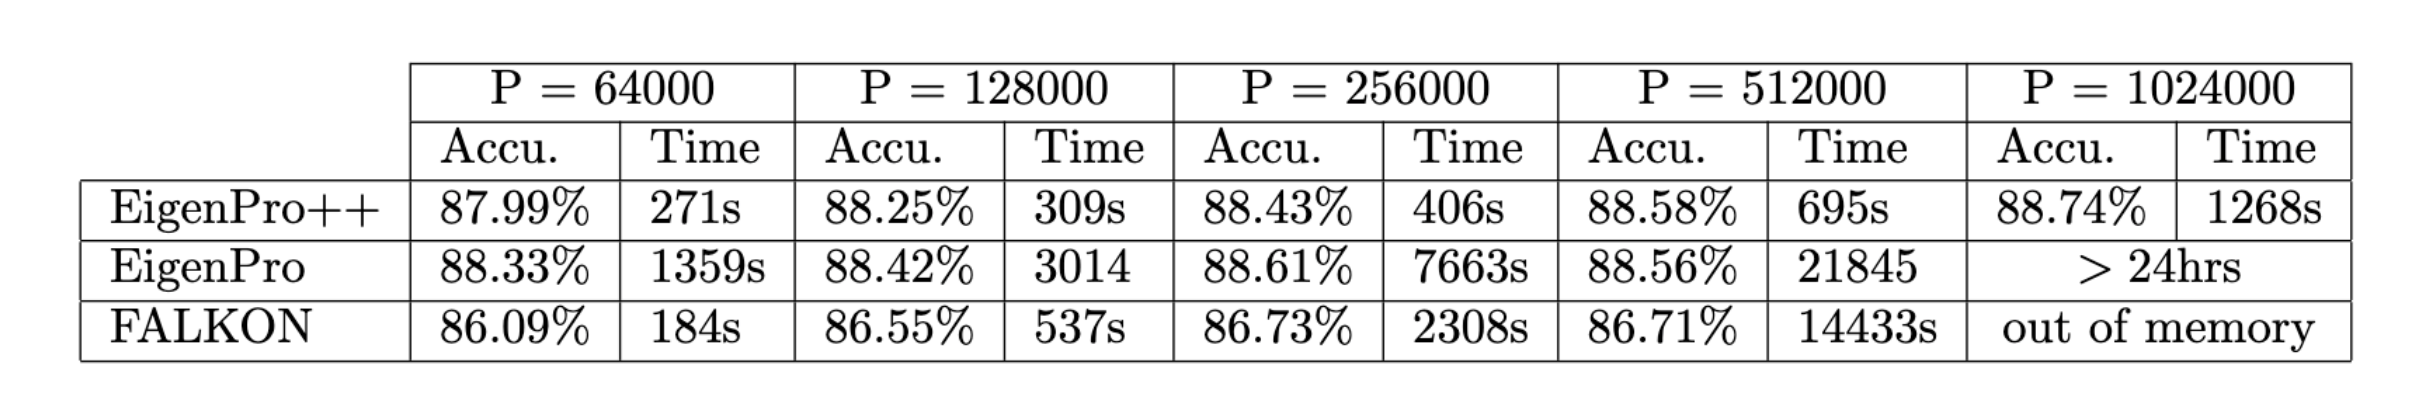 P = 64000 P = 128000 P = 256000 P = 512000 P = 1024000
Accu. Time Accu. Time Accu. Time Accu. Time Accu. Time
EigenPro++ 87.99% 271s 88.25% 309s 88.43% 406s 88.58% 695s 88.74% 1268s
EigenPro 88.33% 1359s 88.42% 3014 88.61% 7663s 88.56% 21845 > 24hrs
FALKON 86.09% 184s 86.55% 537s 86.73% 2308s 86.71% 14433s out of memory